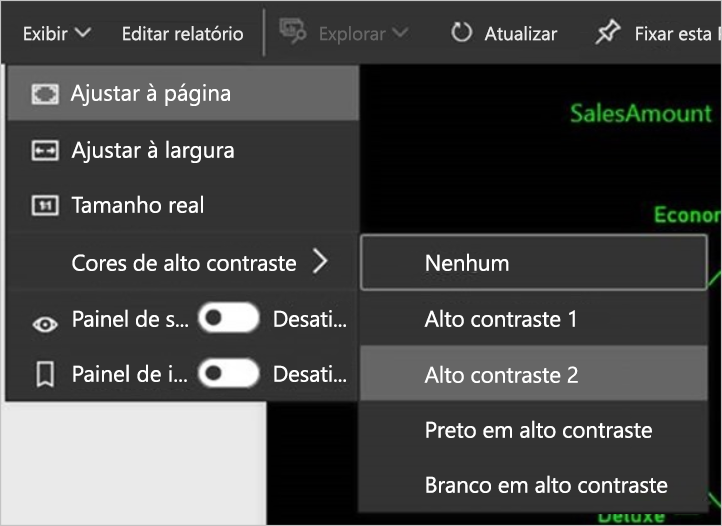 Exibir Editar relatório Explorar Atualizar Fixar esta
Ajustar à página
SalesAmount
Ajustar à largura
Tamanho real
Econor
Cores de alto contraste
Nenhum
Painel de s... Desati...
Alto contraste 1
Painel de i... Desati...
Alto contraste 2
Preto em alto contraste
Branco em alto contraste
Deluxe